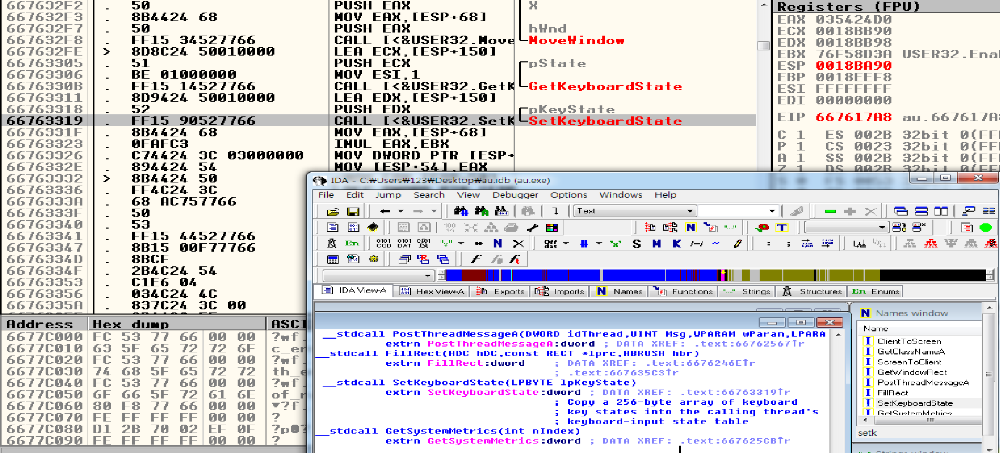 667632F2 . 50 PUSH EAX X
667632F3 . 8B4424 68 MOV EAX,[ESP+68]
667632F7 . 50 PUSH EAX hWnd
667632F8 . FF15 34527766 CALL [<&USER32.Move MoveWindow
667632FE > 8D8C24 50010000 LEA ECX,[ESP+150]
66763305 . 51 PUSH ECX pState
66763306 . BE 01000000 MOV ESI,1
6676330B . FF15 14527766 CALL [<&USER32.GetK GetKeyboardState
66763311 . 8D9424 50010000 LEA EDX,[ESP+150]
66763318 . 52 PUSH EDX pKeyState
66763319 . FF15 90527766 CALL [<&USER32.SetK SetKeyboardState
6676331F . 8B4424 68 MOV EAX,[ESP+68]
66763323 . 0FAFC3 IMUL EAX,EBX
66763326 . C74424 3C 03000000 MOV DWORD PTR [ESP+
6676332E . 894424 54 MOV [ESP+54],EAX
66763332 > 8B4424 50
66763336 . FF4C24 3C
6676333A . 68 AC757766
6676333F . 50
66763340 . 53
66763341 . FF15 44527766
66763347 . 8B15 00F77766
6676334D . 8BCF
6676334F . 2B4C24 54
66763353 . C1E6 04
66763356 . 034C24 4C
6676335A . 837C24 3C 00
Registers (FPU)
EAX 035424D0
ECX 0018BB90
EDX 0018BB98
EBX 76F58D3A USER32.Ena
ESP 0018BA90
EBP 0018EEF8
ESI FFFFFFFF
EDI 00000000
EIP 667617A8 au.667617A8
C 1 ES 002B 32bit 0(FF
P 1 CS 0023 32bit 0(FF
A 1 SS 002B 32bit 0(FF
Z 1 DS 002B 32bit 0(FF
Address Hex dump ASCI
6677C000 FC 53 77 66 00 00 ?wf.
6677C010 63 5F 65 72 72 6F c_er
6677C020 FC 53 77 66 00 00 ?wf.
6677C030 74 68 5F 65 72 72 th_e
6677C040 FC 53 77 66 00 00 ?wf.
6677C050 6F 66 5F 72 61 6E of_r
6677C060 80 F8 77 66 00 00 ▼?f.
6677C070 FE FF FF FF 00 00 ?
6677C080 D1 2B 70 02 EF 0F
6677C090 FE FF FF FF 00 00 ?
IDA - C:₩Users₩123₩Desktop₩au.idb (au.exe)
File Edit Jump Search View Debugger Options Windows Help
Text
IDA View-A Hex View-A Exports Imports Names Functions Strings Structures Enums
__stdcall PostThreadMessageA(DWORD idThread,UINT Msg,WPARAM wParam,LPARA
extrn PostThreadMessageA:dword ; DATA XREF: .text:66762567↑r
__stdcall FillRect(HDC hDC,const RECT *lprc,HBRUSH hbr)
extrn FillRect:dword ; DATA XREF: .text:6676246E↑r
; .text:667635C3↑r
__stdcall SetKeyboardState(LPBYTE lpKeyState)
extrn SetKeyboardState:dword ; DATA XREF: .text:66763319↑r
; Copy a 256-byte array of keyboard
; key states into the calling thread's
; keyboard-input state table
__stdcall GetSystemMetrics(int nIndex)
extrn GetSystemMetrics:dword ; DATA XREF: .text:667625CB↑r
Names window
Name
ClientToScreen
GetClassNameA
ScreenToClient
GetWindowRect
PostThreadMessageA
FillRect
SetKeyboardState
GetSystemMetrics
setk
Strings window